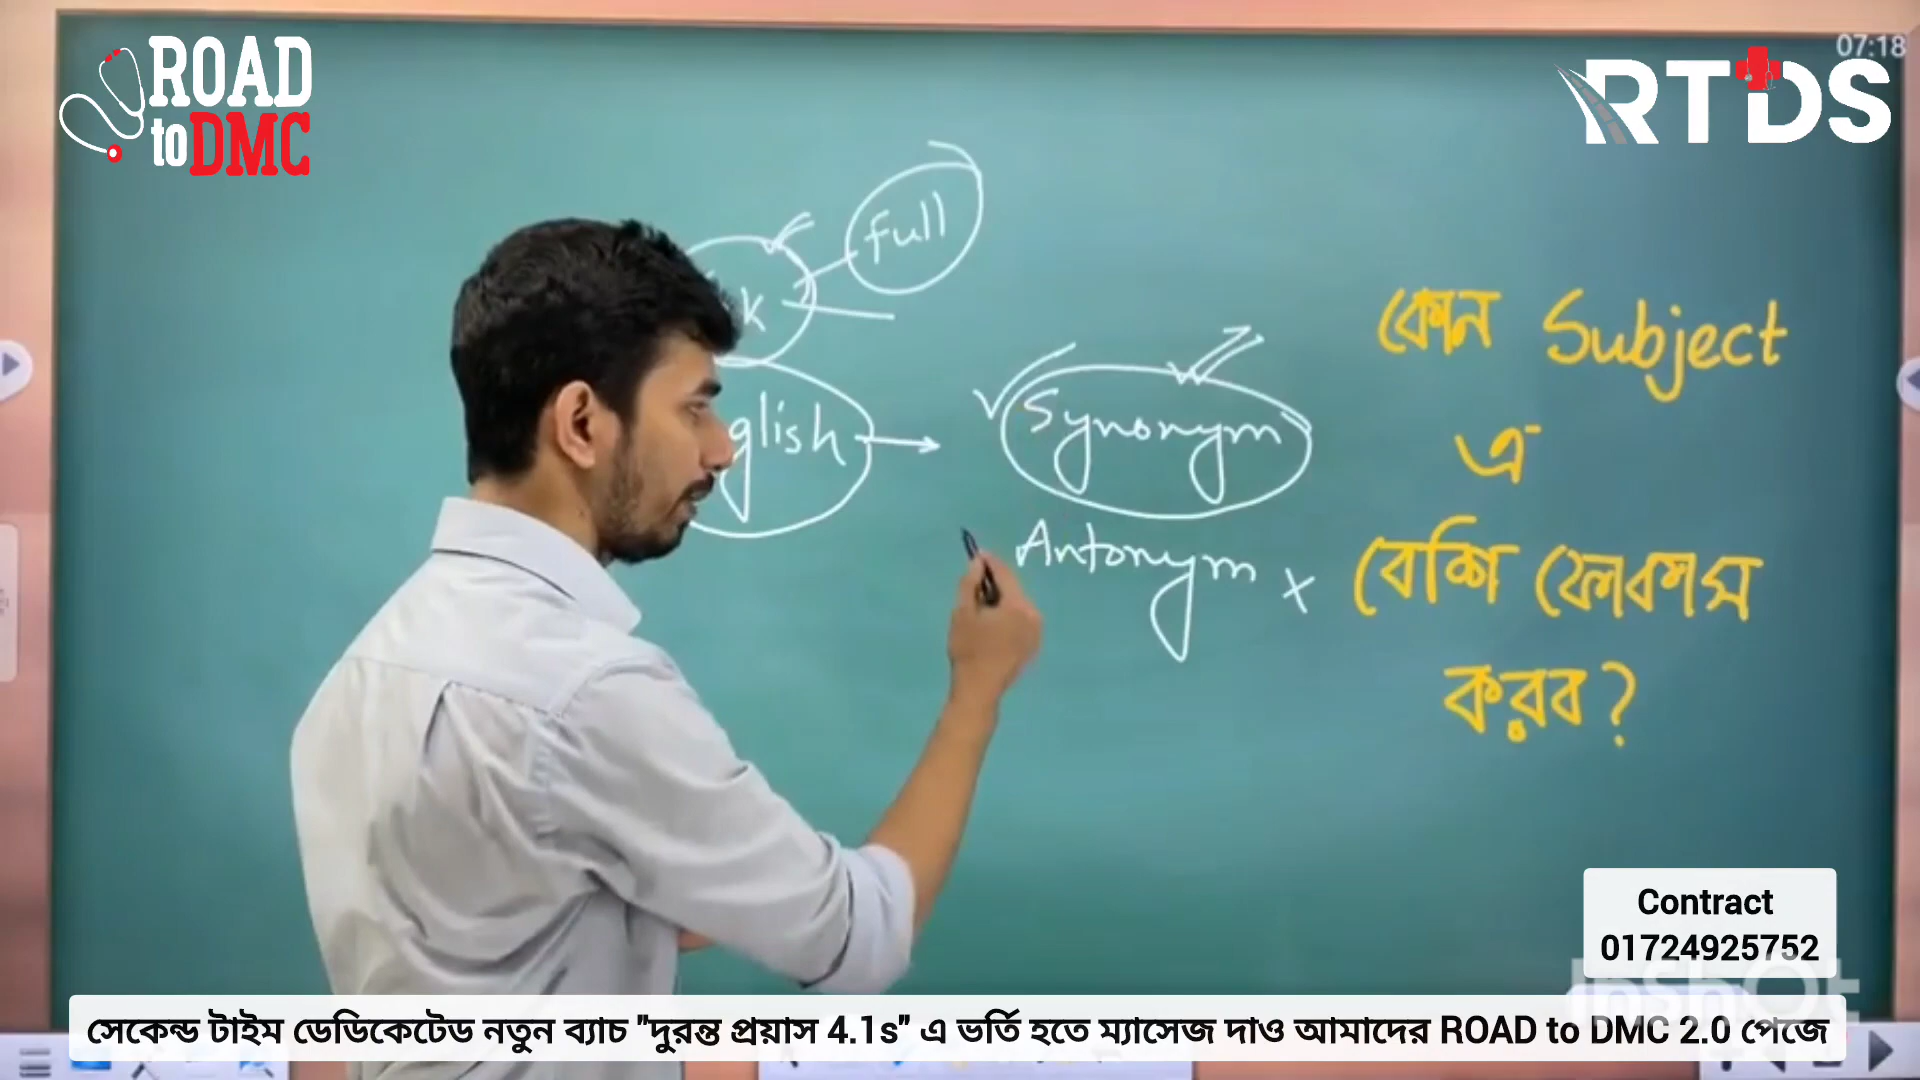 ROAD
to DMC
07:18
RTDS
full
k
glish
Synonym
Antonym x
কোন Subject
এ
বেশি ফোকাস
করব?
Contract
01724925752
InShot
সেকেন্ড টাইম ডেডিকেটেড নতুন ব্যাচ "দুরন্ত প্রয়াস 4.1s" এ ভর্তি হতে ম্যাসেজ দাও আমাদের ROAD to DMC 2.0 পেজে